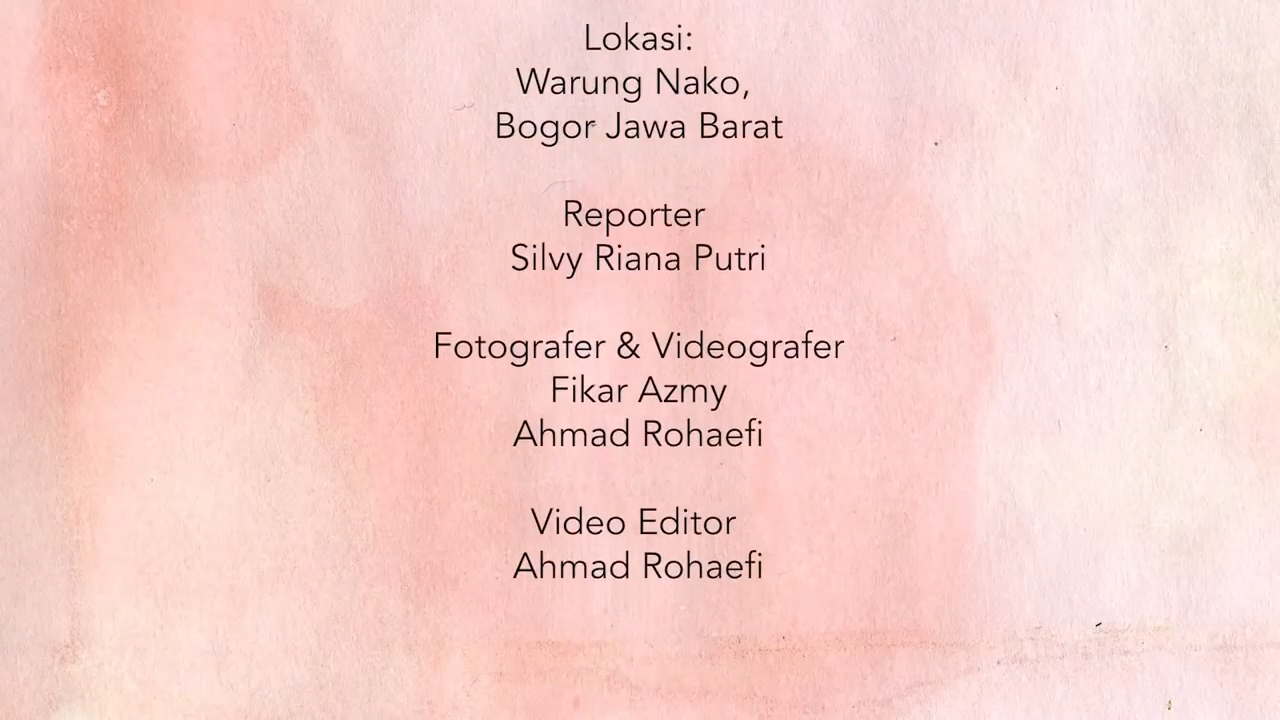 Lokasi:
Warung Nako,
Bogor Jawa Barat
Reporter
Silvy Riana Putri
Fotografer & Videografer
Fikar Azmy
Ahmad Rohaefi
Video Editor
Ahmad Rohaefi